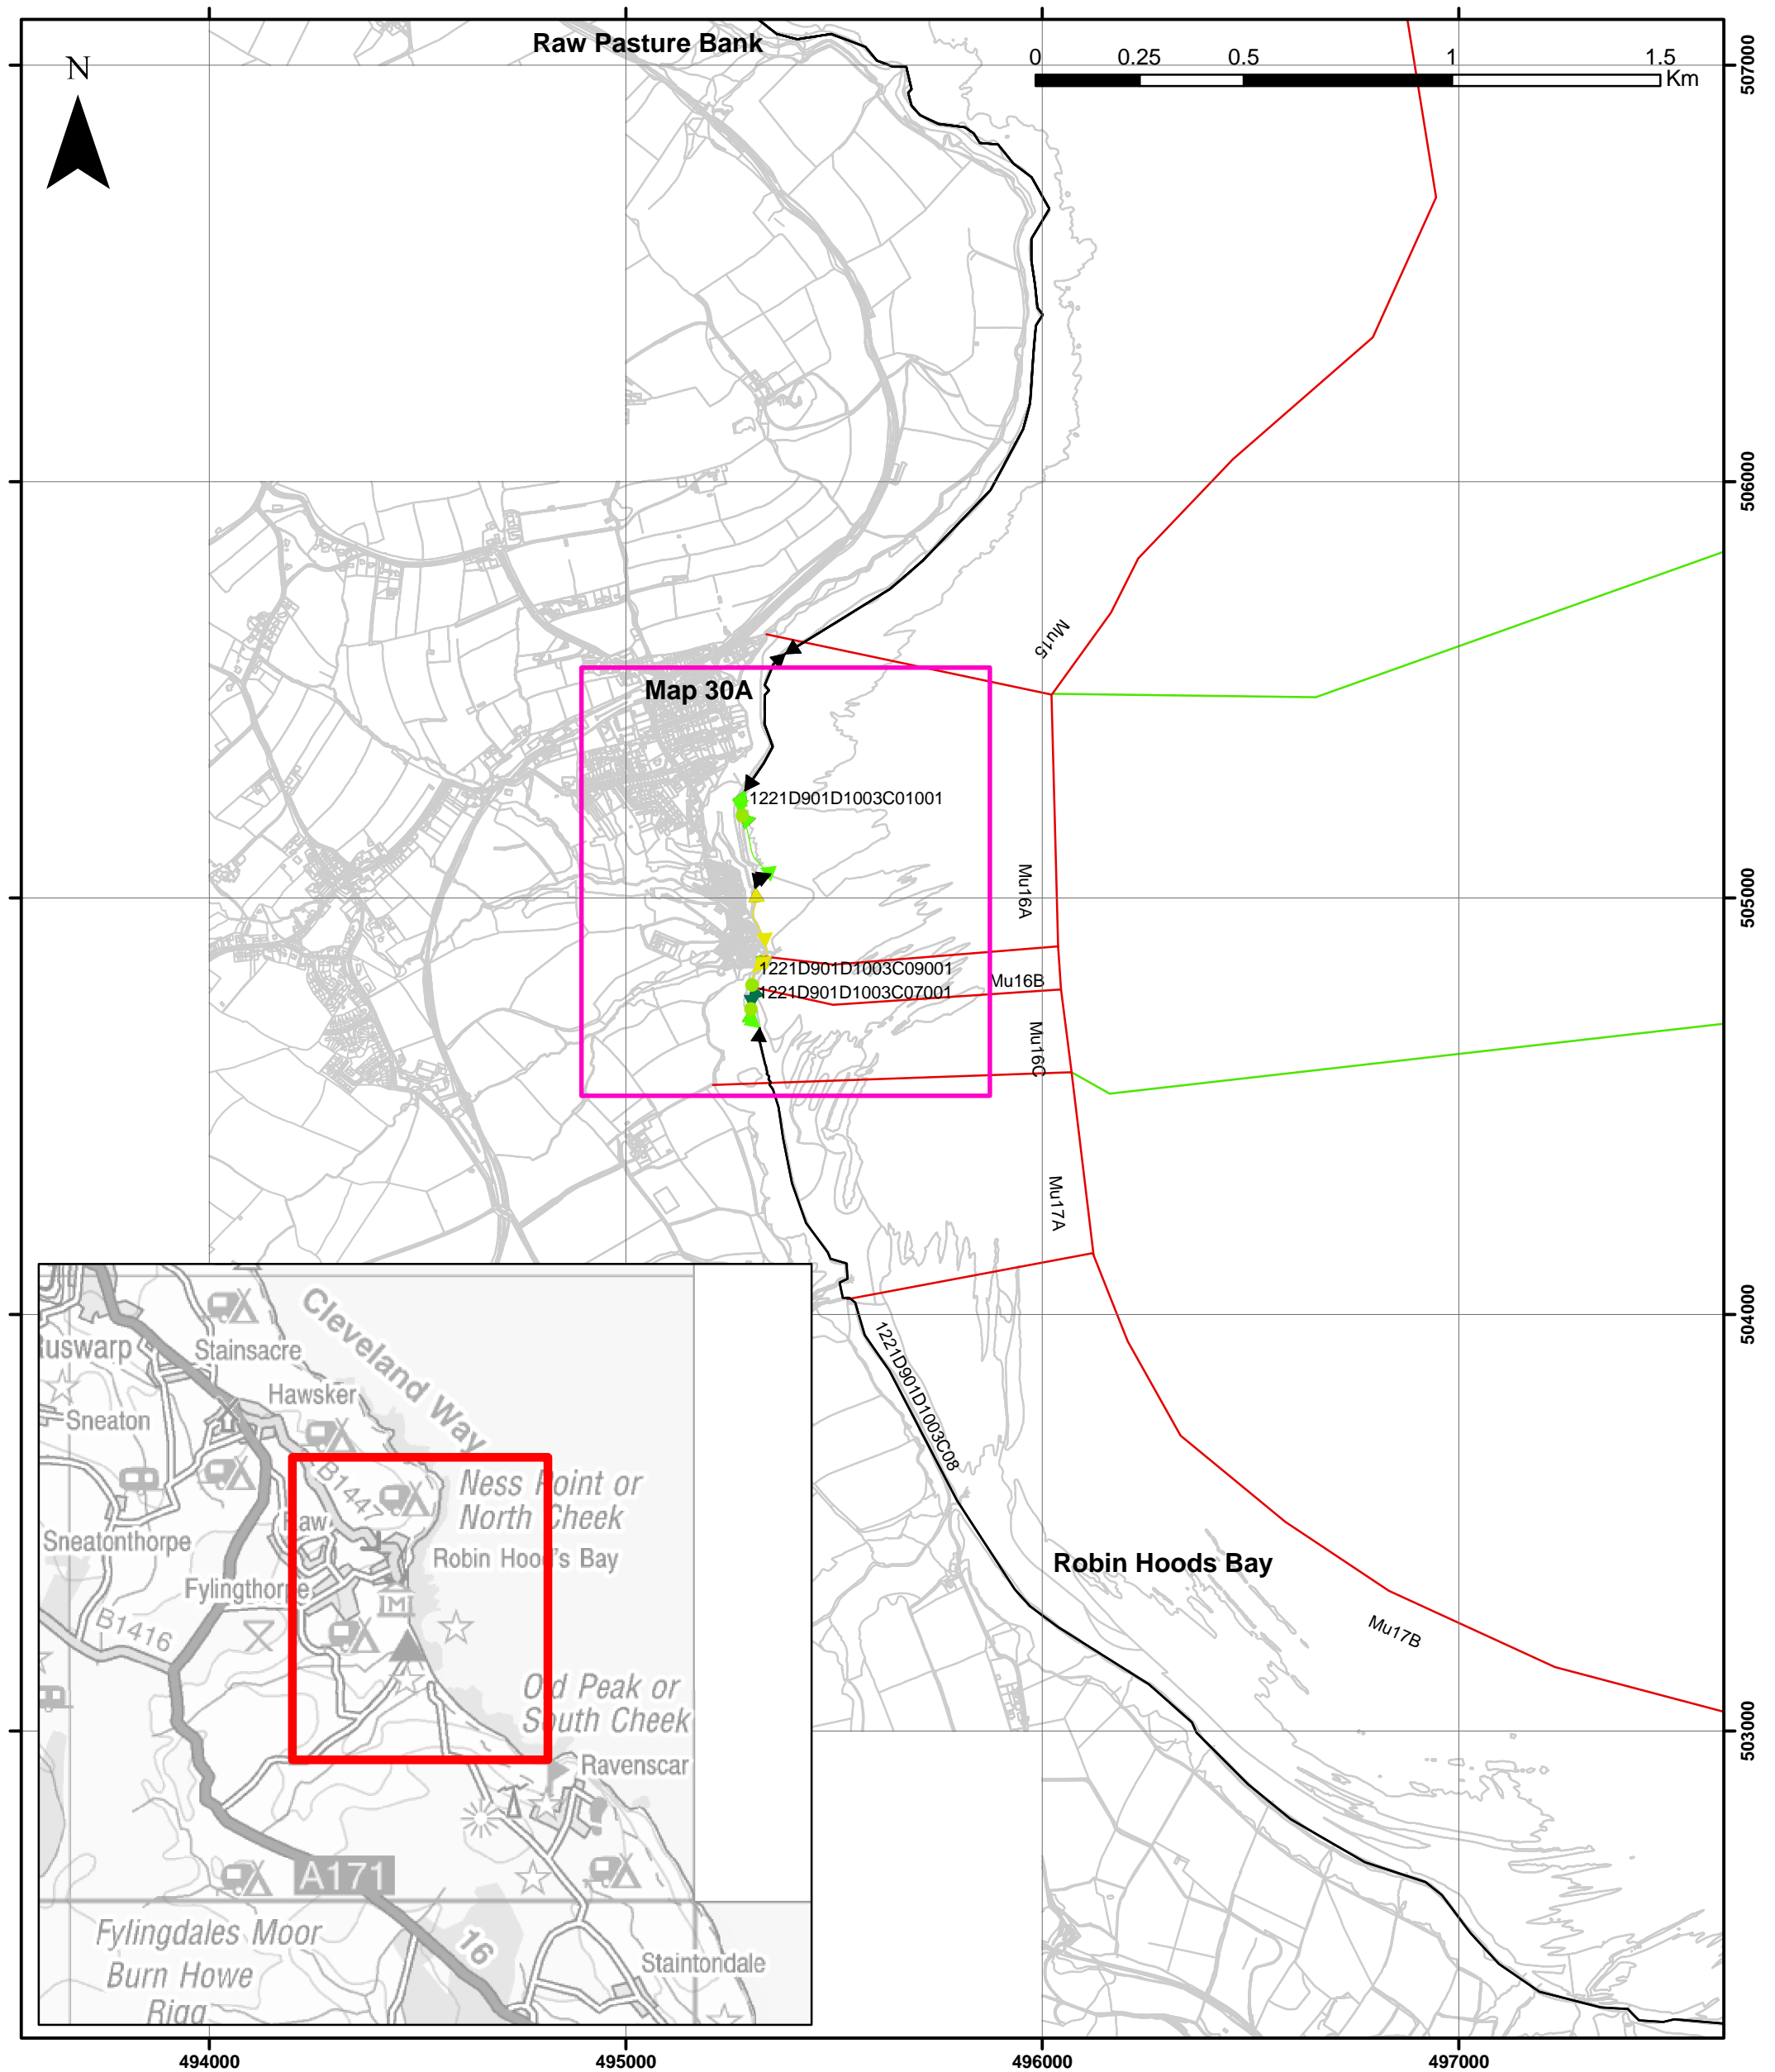 Raw Pasture Bank
N
0 0.25 0.5 1 1.5
Km
507000
506000
Mu15
Map 30A
1221D901D1003C01001
505000
Mu16A
1221D901D1003C09001
Mu16B
1221D901D1003C07001
Mu16C
Mu17A
504000
1221D901D1003C08
Robin Hoods Bay
Mu17B
503000
Cleveland Way
Ruswarp
Stainsacre
Hawsker
Sneaton
B1447
Ness Point or
North Cheek
Raw
Sneatonthorpe
Robin Hood's Bay
Fylingthorpe
M
B1416
Old Peak or
South Cheek
Ravenscar
A171
Fylingdales Moor
16
Burn Howe
Staintondale
Rigg
494000 495000 496000 497000